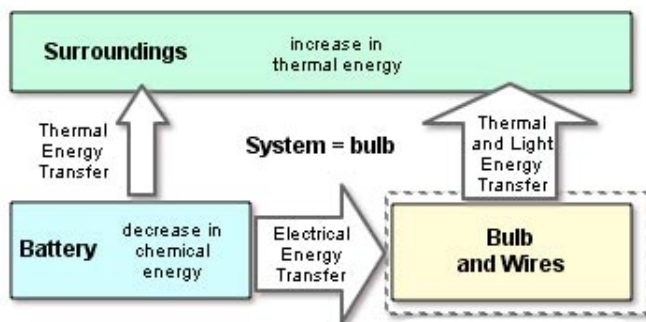 Surroundings
increase in
thermal energy
Thermal
Energy
Transfer
System = bulb
Thermal
and Light
Energy
Transfer
Battery
decrease in
chemical
energy
Electrical
Energy
Transfer
Bulb
and Wires